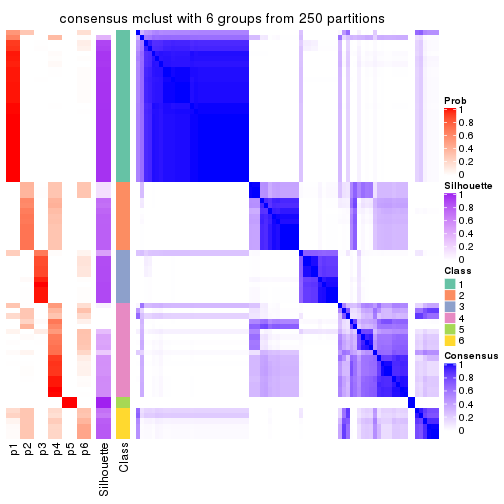 consensus mclust with 6 groups from 250 partitions
Prob
1
0.8
0.6
0.4
0.2
0
Silhouette
1
0.8
0.6
0.4
0.2
0
Class
1
2
3
4
5
6
Consensus
1
0.8
0.6
0.4
0.2
0
p1
p2
p3
p4
p5
p6
Silhouette
Class